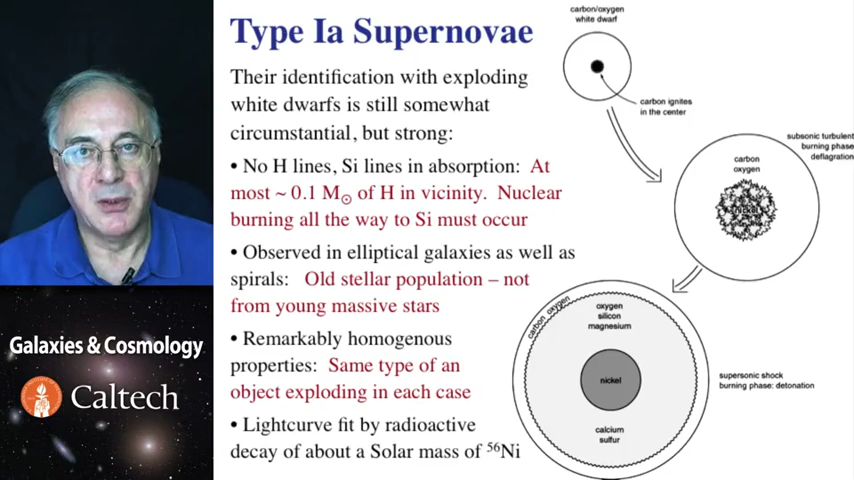 Type Ia Supernovae
Their identification with exploding
white dwarfs is still somewhat
circumstantial, but strong:
• No H lines, Si lines in absorption: At
most ~ 0.1 M☉ of H in vicinity. Nuclear
burning all the way to Si must occur
• Observed in elliptical galaxies as well as
spirals: Old stellar population – not
from young massive stars
• Remarkably homogenous
properties: Same type of an
object exploding in each case
• Lightcurve fit by radioactive
decay of about a Solar mass of ⁵⁶Ni
carbon/oxygen
white dwarf
carbon ignites
in the center
subsonic turbulent
burning phase
deflagration
carbon
oxygen
nickel
carbon oxygen
oxygen
silicon
magnesium
nickel
calcium
sulfur
supersonic shock
burning phase: detonation
Galaxies & Cosmology
Caltech